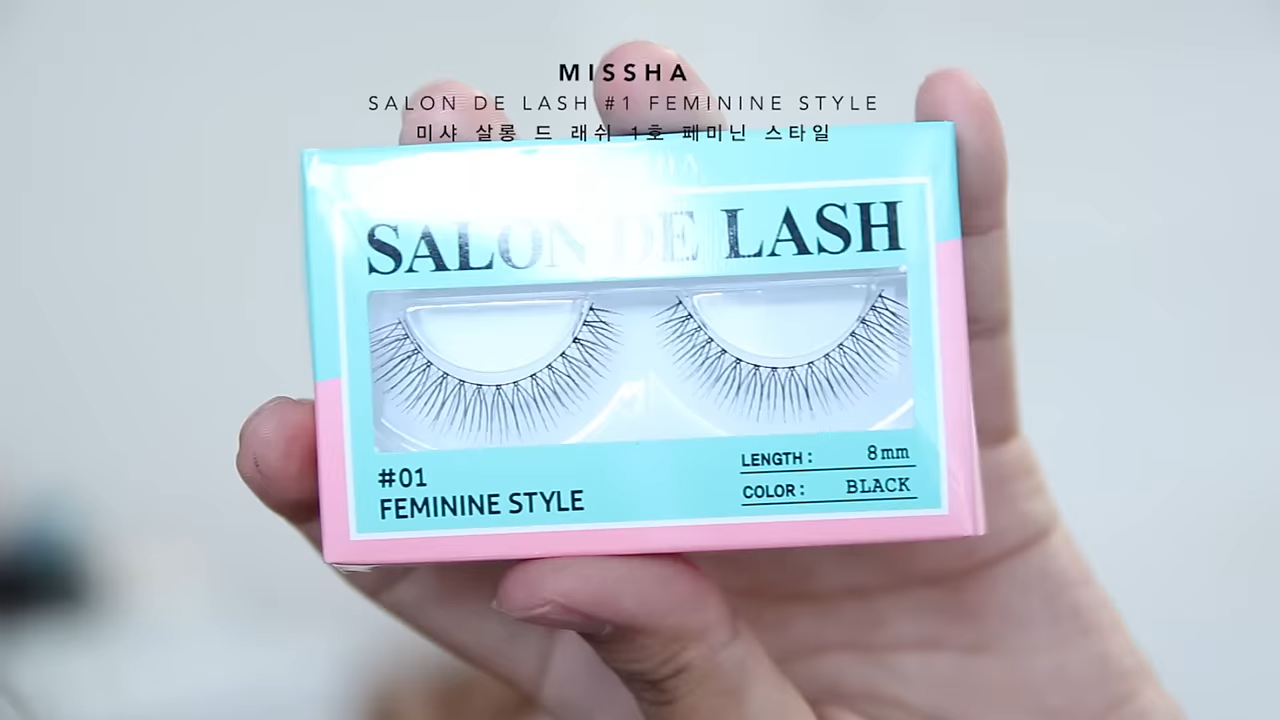 MISSHA
SALON DE LASH #1 FEMININE STYLE
미샤 살롱 드 래쉬 1호 페미닌 스타일
SALON DE LASH
#01
FEMININE STYLE
LENGTH: 8mm
COLOR: BLACK